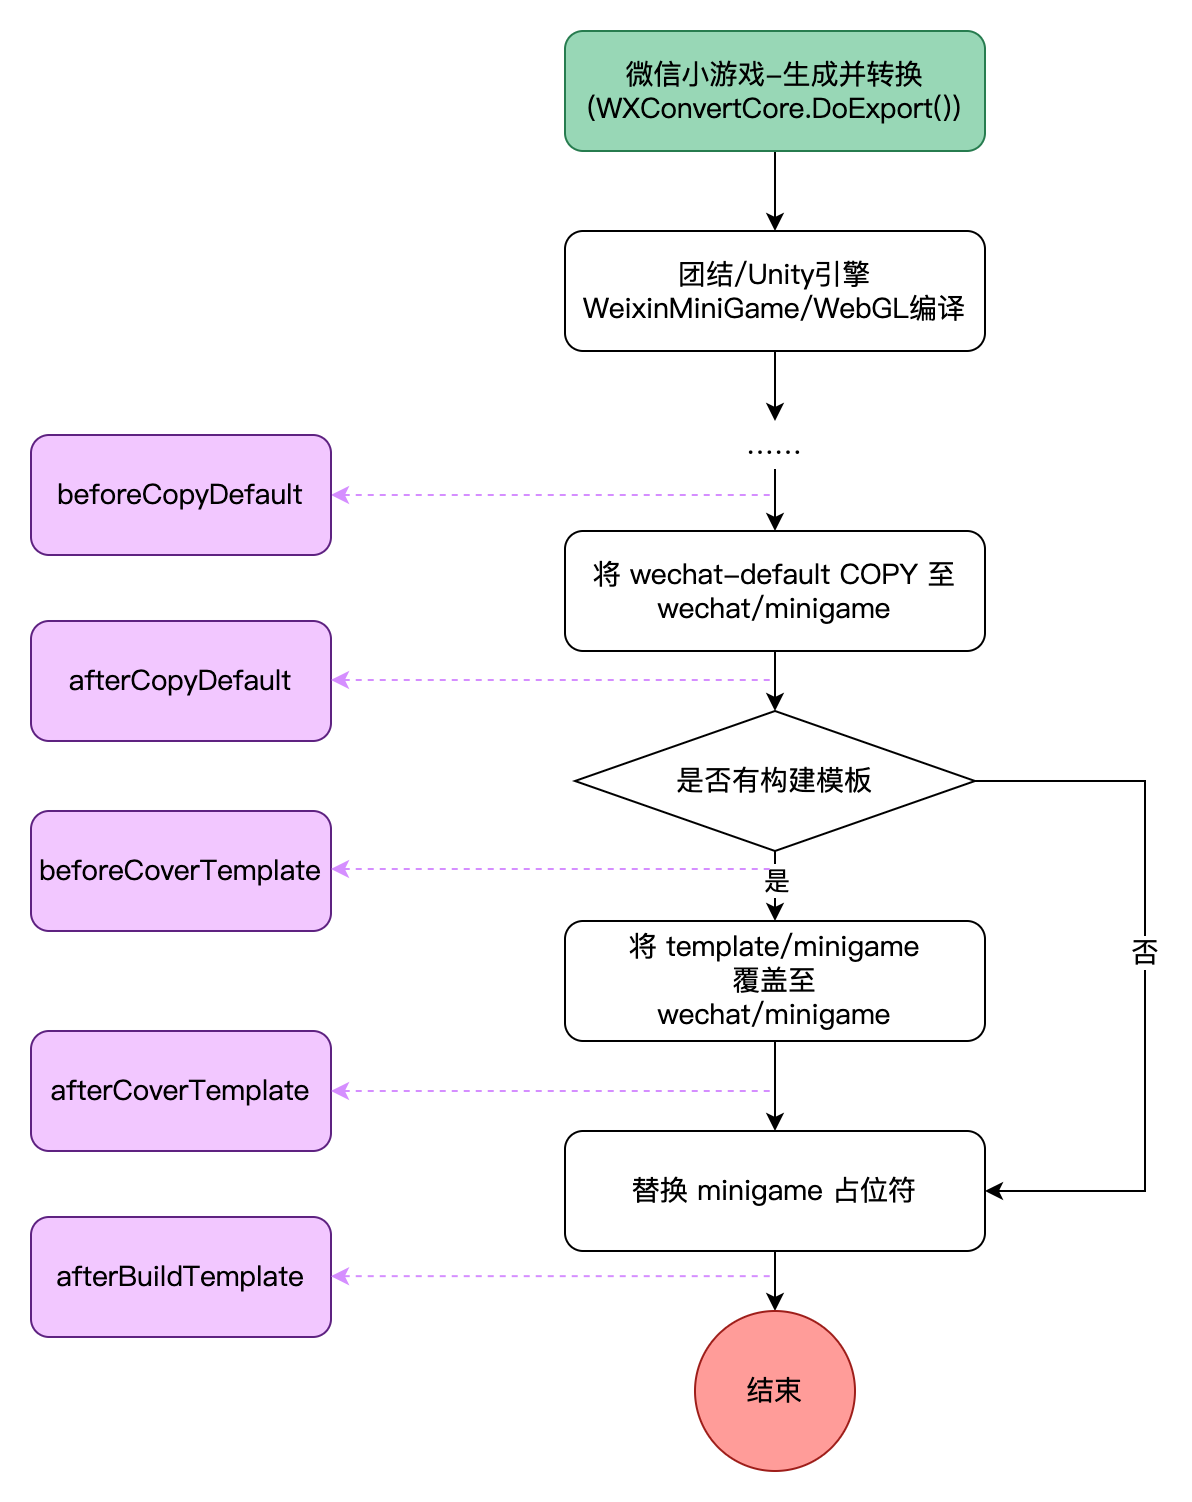 微信小游戏-生成并转换
(WXConvertCore.DoExport())
团结/Unity引擎
WeixinMiniGame/WebGL编译
......
beforeCopyDefault
将 wechat-default COPY 至
wechat/minigame
afterCopyDefault
是否有构建模板
beforeCoverTemplate
是
将 template/minigame
覆盖至
wechat/minigame
否
afterCoverTemplate
替换 minigame 占位符
afterBuildTemplate
结束